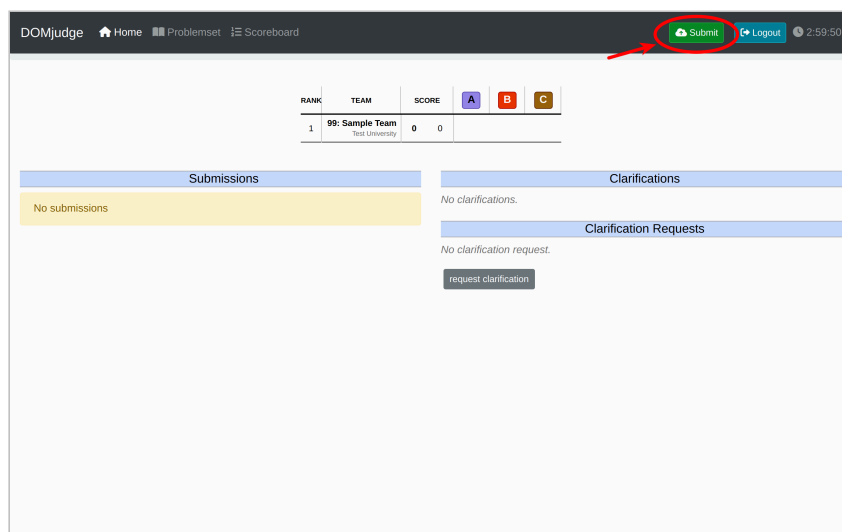 DOMjudge Home Problemset Scoreboard Submit Logout 2:59:50
RANK TEAM SCORE A B C
1 99: Sample Team 0 0
Test University
Submissions
No submissions
Clarifications
No clarifications.
Clarification Requests
No clarification request.
request clarification